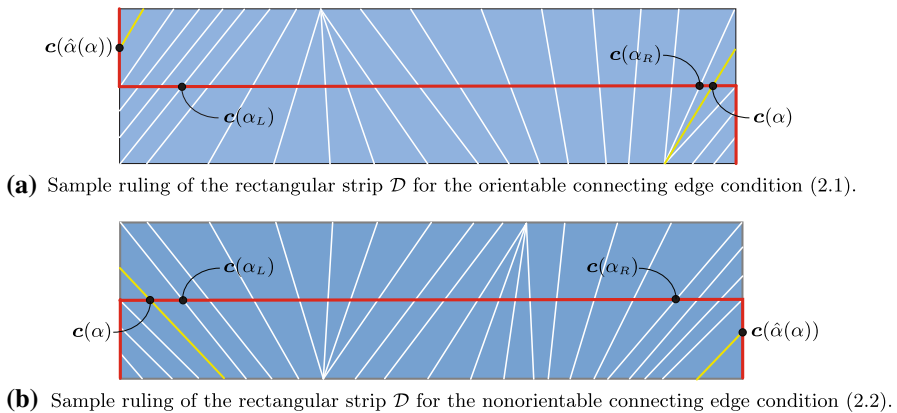 c(α̂(α))
c(α_R)
c(α_L)
c(α)
(a) Sample ruling of the rectangular strip 𝒟 for the orientable connecting edge condition (2.1).
c(α_L)
c(α_R)
c(α)
c(α̂(α))
(b) Sample ruling of the rectangular strip 𝒟 for the nonorientable connecting edge condition (2.2).